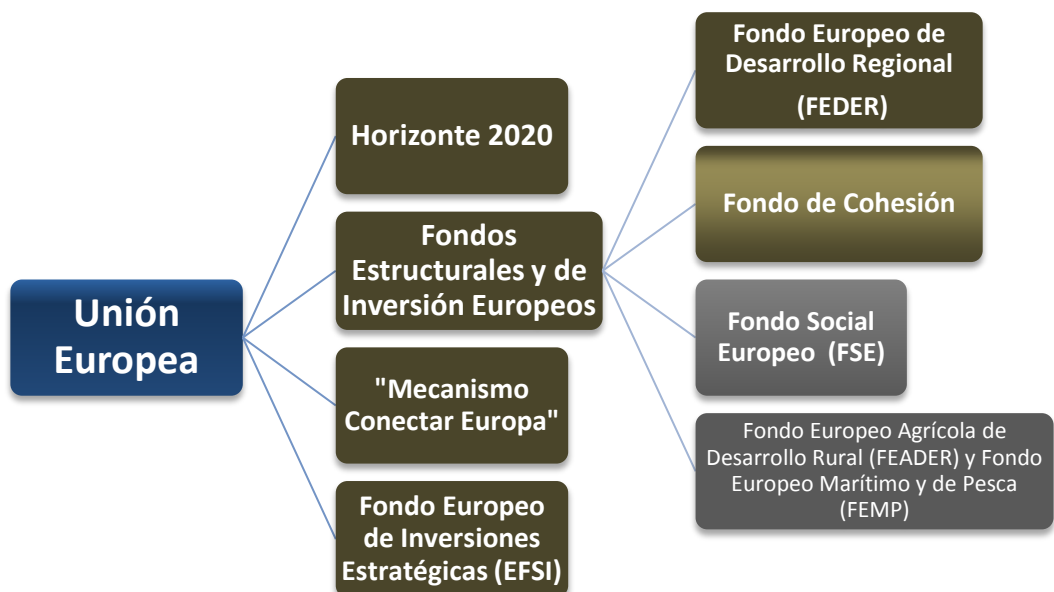 Unión
Europea
Horizonte 2020
Fondos
Estructurales y de
Inversión Europeos
"Mecanismo
Conectar Europa"
Fondo Europeo
de Inversiones
Estratégicas (EFSI)
Fondo Europeo de
Desarrollo Regional
(FEDER)
Fondo de Cohesión
Fondo Social
Europeo (FSE)
Fondo Europeo Agrícola de
Desarrollo Rural (FEADER) y Fondo
Europeo Marítimo y de Pesca
(FEMP)